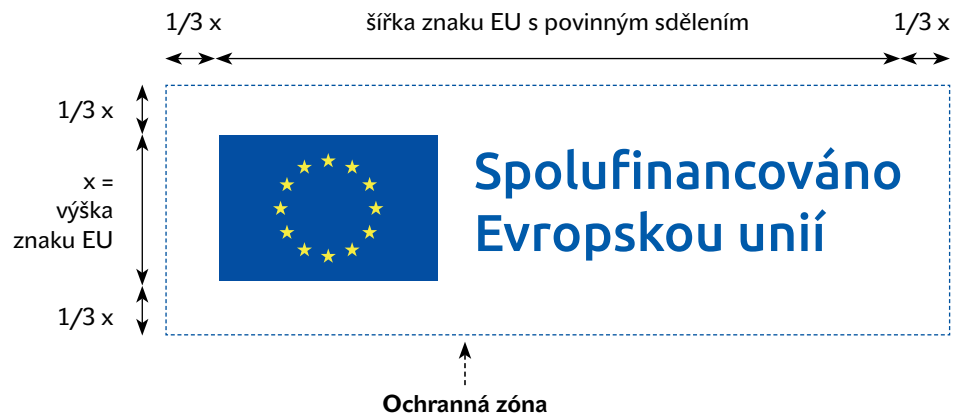 1/3 x
šířka znaku EU s povinným sdělením
1/3 x
1/3 x
x =
výška
znaku EU
1/3 x
Spolufinancováno
Evropskou unií
Ochranná zóna